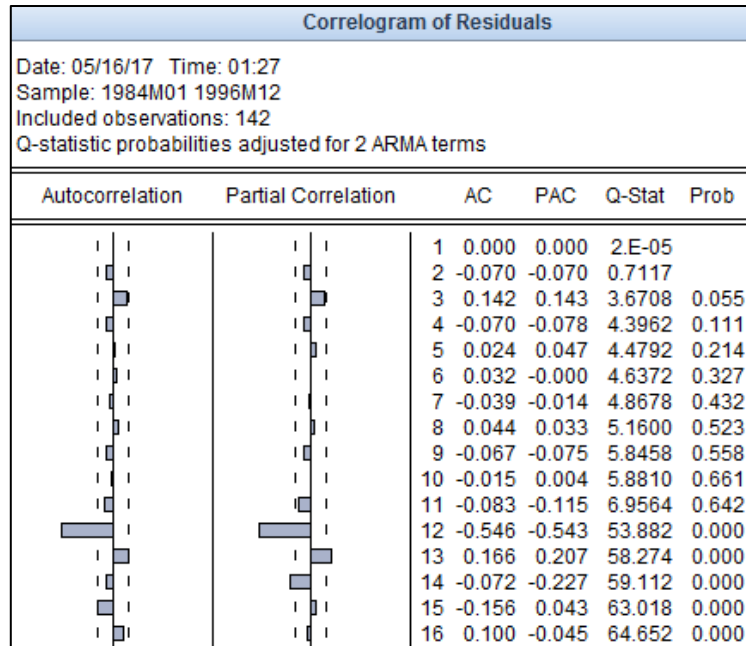 Correlogram of Residuals
Date: 05/16/17 Time: 01:27
Sample: 1984M01 1996M12
Included observations: 142
Q-statistic probabilities adjusted for 2 ARMA terms
Autocorrelation Partial Correlation AC PAC Q-Stat Prob
1 0.000 0.000 2.E-05
2 -0.070 -0.070 0.7117
3 0.142 0.143 3.6708 0.055
4 -0.070 -0.078 4.3962 0.111
5 0.024 0.047 4.4792 0.214
6 0.032 -0.000 4.6372 0.327
7 -0.039 -0.014 4.8678 0.432
8 0.044 0.033 5.1600 0.523
9 -0.067 -0.075 5.8458 0.558
10 -0.015 0.004 5.8810 0.661
11 -0.083 -0.115 6.9564 0.642
12 -0.546 -0.543 53.882 0.000
13 0.166 0.207 58.274 0.000
14 -0.072 -0.227 59.112 0.000
15 -0.156 0.043 63.018 0.000
16 0.100 -0.045 64.652 0.000